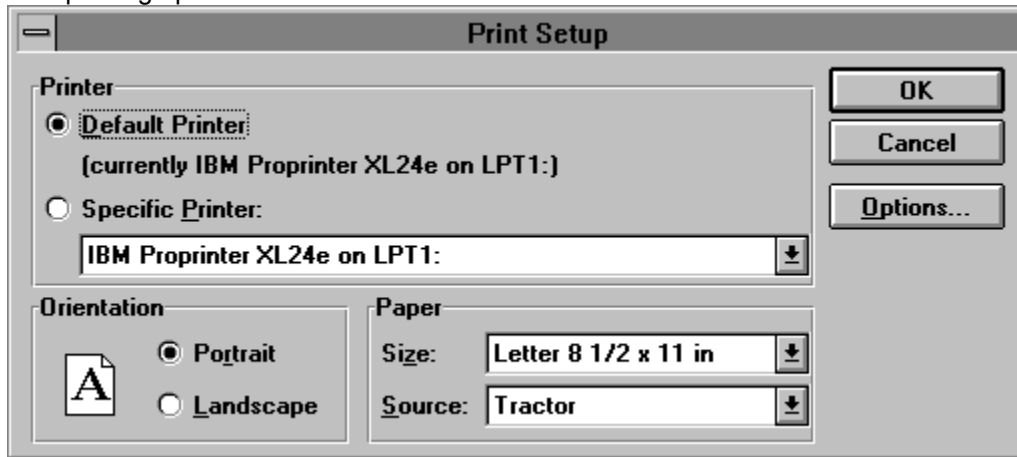 Print Setup
Printer
Default Printer
(currently IBM Proprinter XL24e on LPT1:)
Specific Printer:
IBM Proprinter XL24e on LPT1:
OK
Cancel
Options...
Orientation
A
Portrait
Landscape
Paper
Size: Letter 8 1/2 x 11 in
Source: Tractor